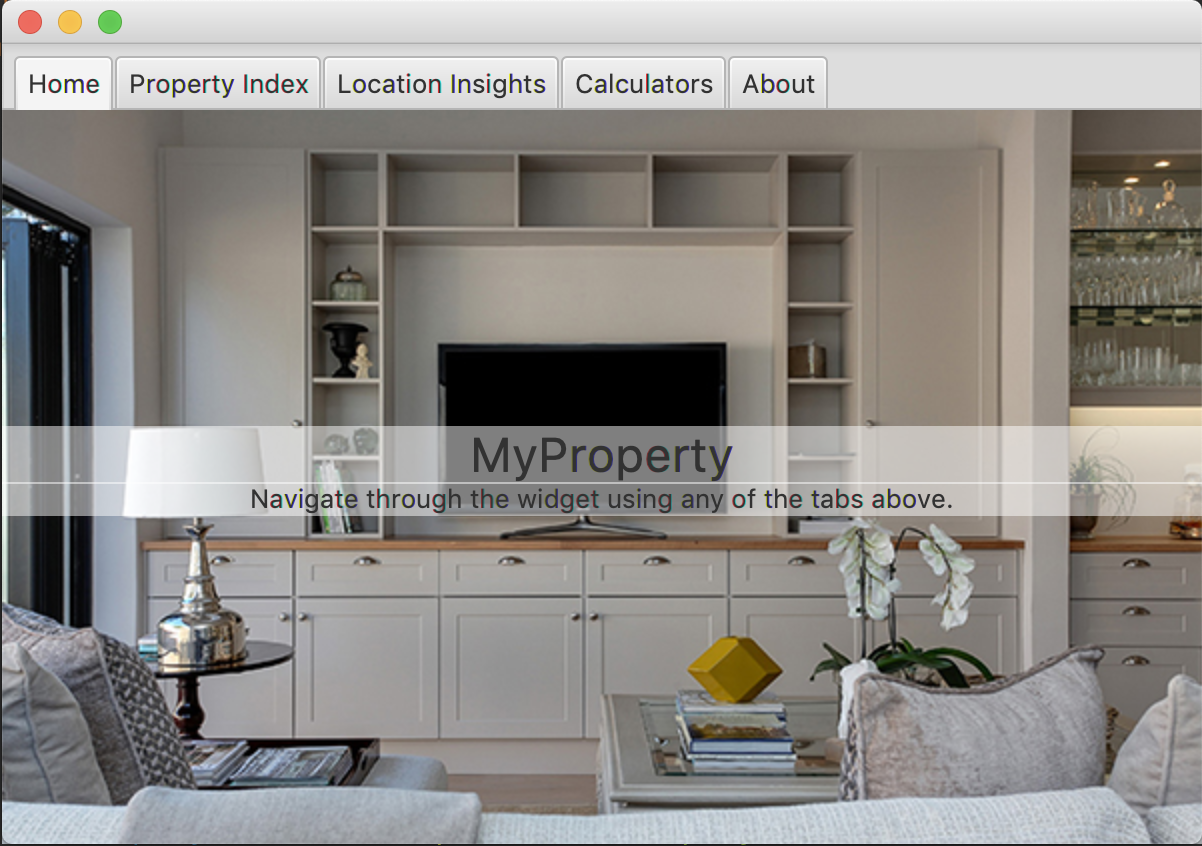 Home Property Index Location Insights Calculators About
MyProperty
Navigate through the widget using any of the tabs above.